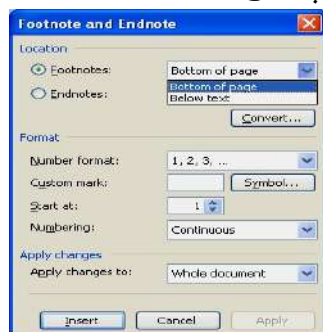 Footnote and Endnote
Location
Footnotes: Bottom of page
Bottom of page
Endnotes: Below text
Convert...
Format
Number format: 1, 2, 3, ...
Custom mark: Symbol...
Start at: 1
Numbering: Continuous
Apply changes
Apply changes to: Whole document
Insert Cancel Apply